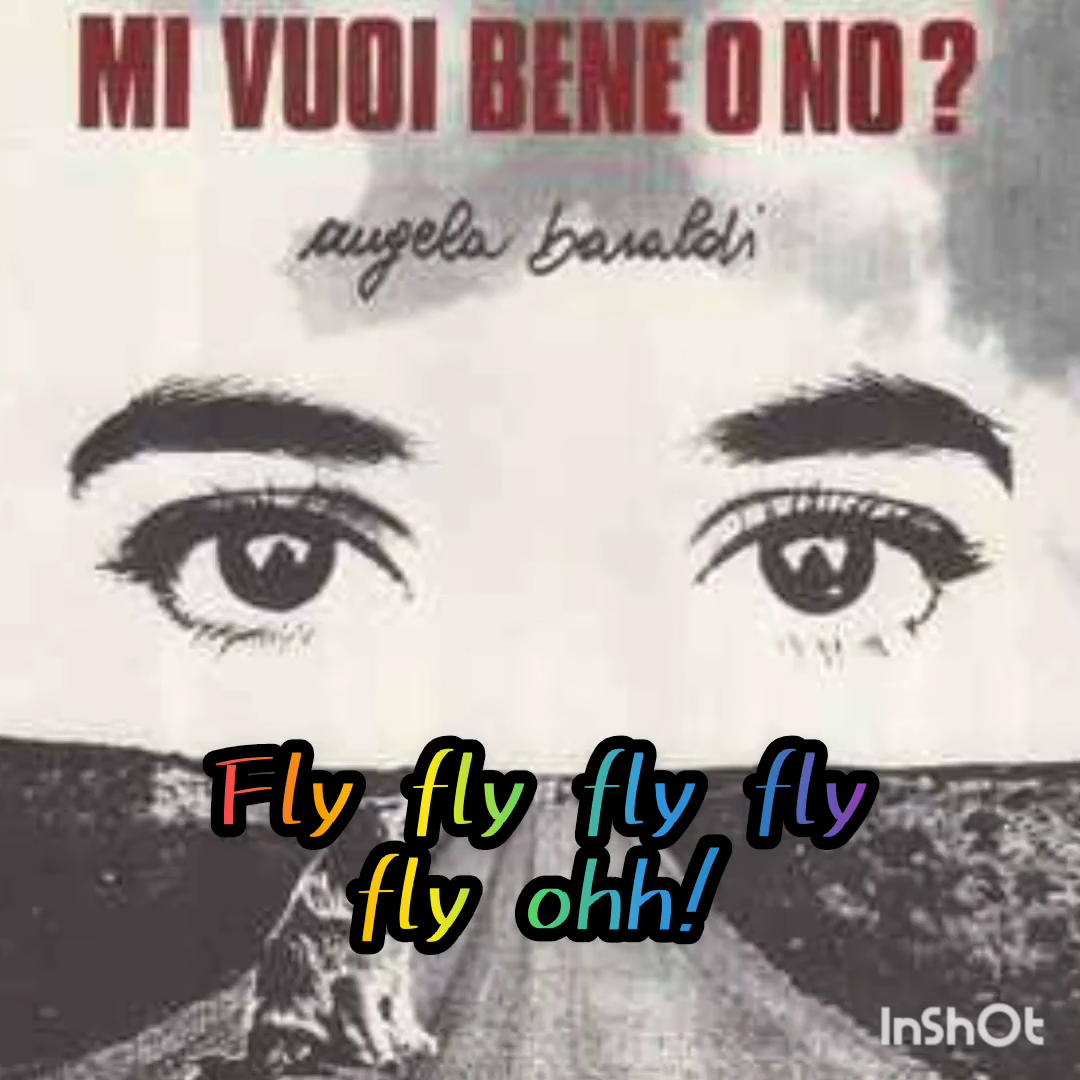 MI VUOI BENE O NO?
angela baraldi
Fly fly fly fly
fly ohh!
InShOt